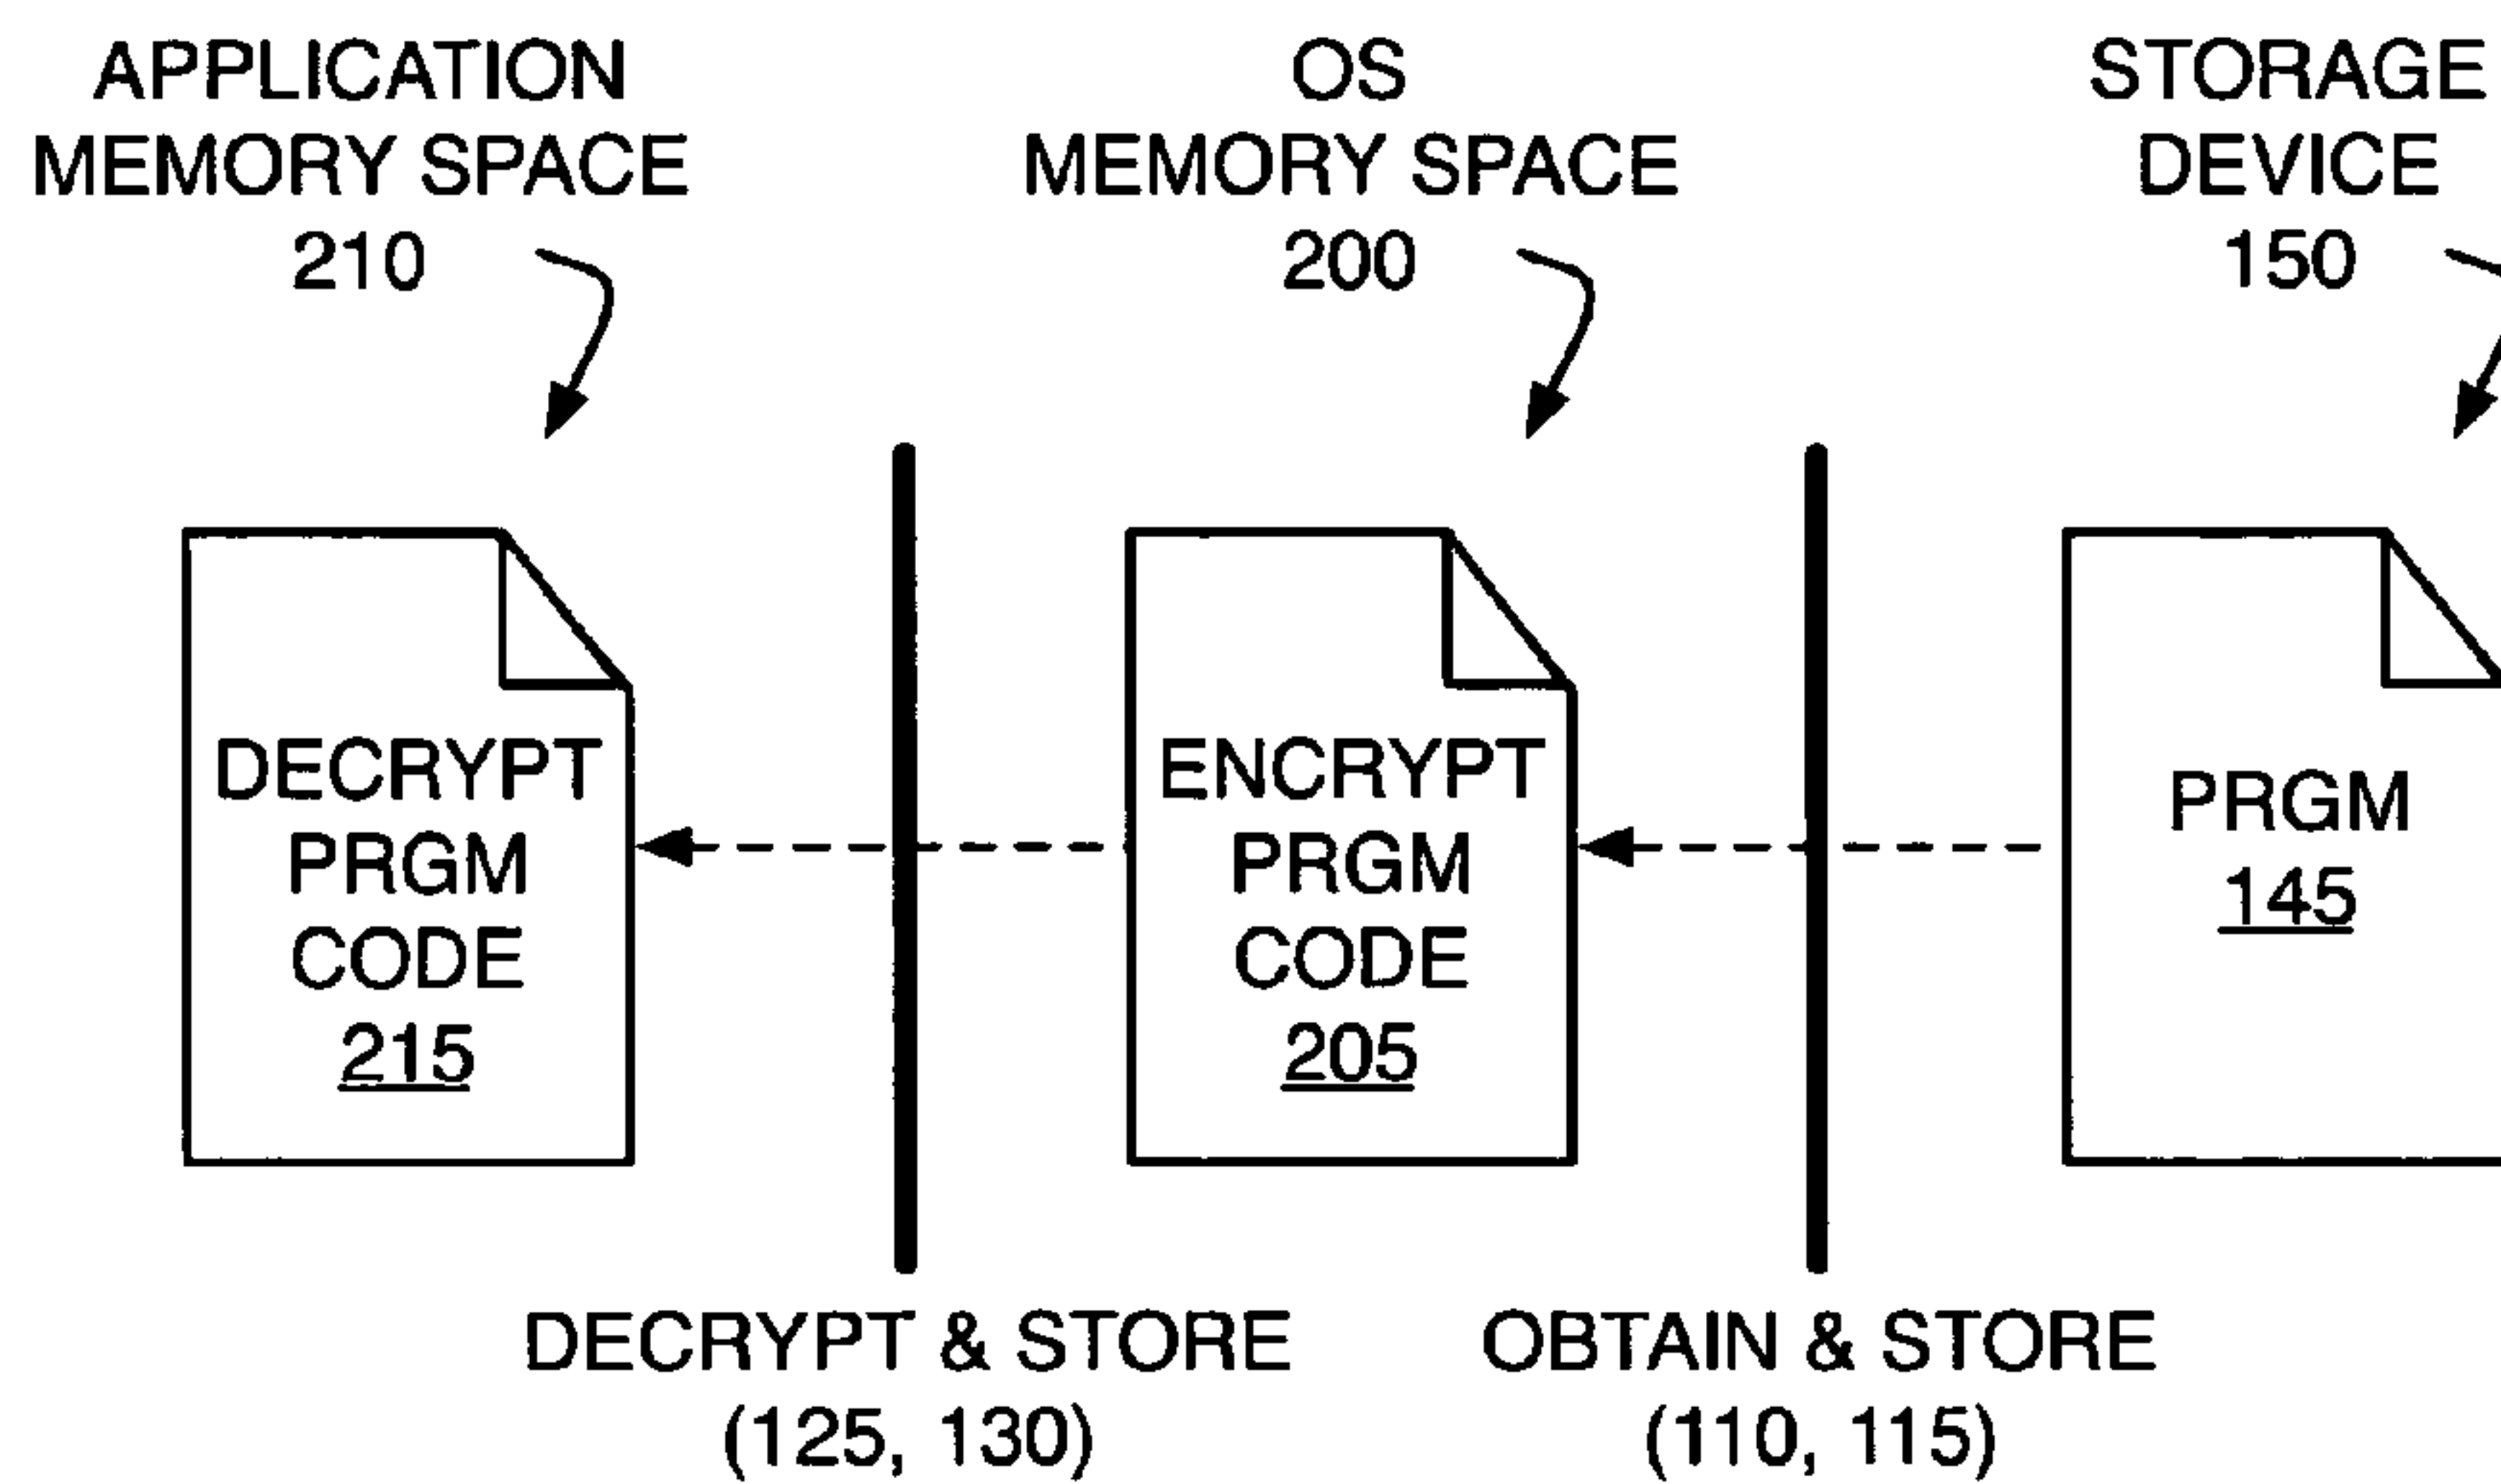 APPLICATION
MEMORY SPACE
210
OS
MEMORY SPACE
200
STORAGE
DEVICE
150
DECRYPT
PRGM
CODE
215
ENCRYPT
PRGM
CODE
205
PRGM
145
DECRYPT & STORE
(125, 130)
OBTAIN & STORE
(110, 115)